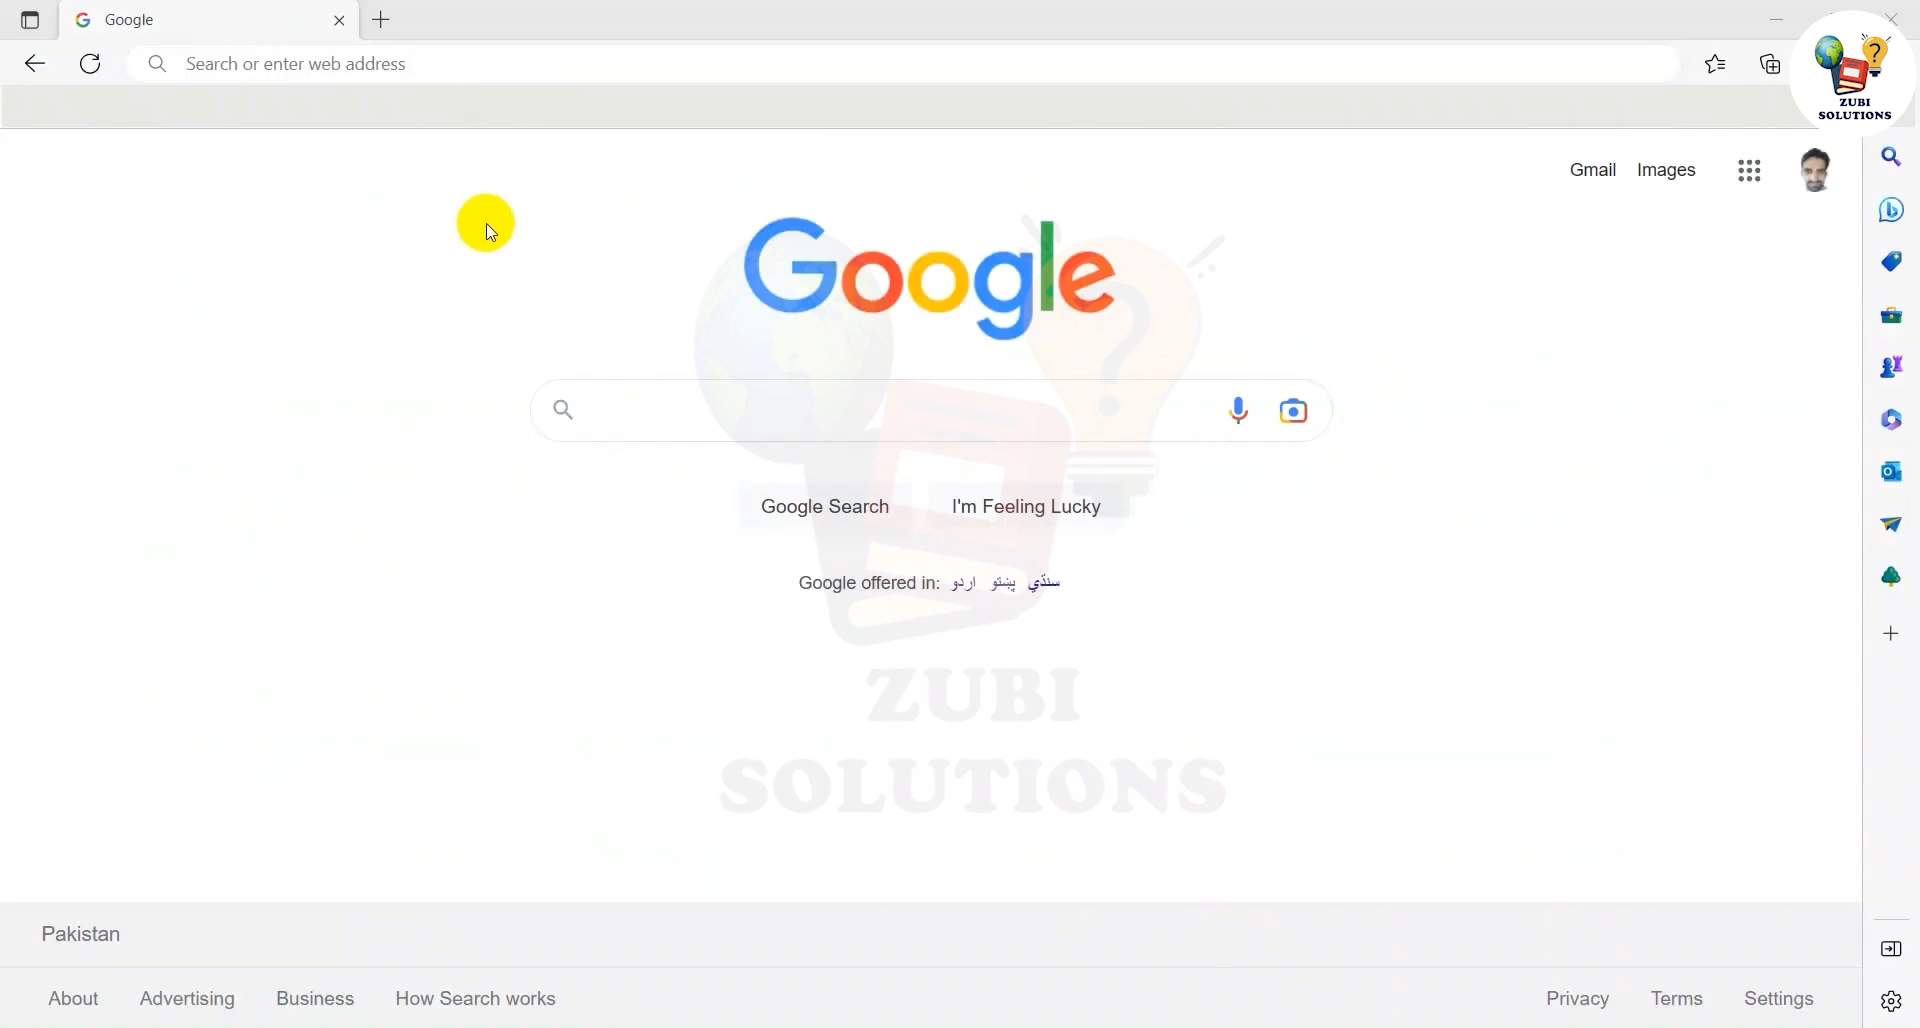 Google
Search or enter web address
ZUBI
SOLUTIONS
Gmail Images
Google
Google Search I'm Feeling Lucky
Google offered in: اردو پښتو سنڌي
ZUBI
SOLUTIONS
Pakistan
About Advertising Business How Search works Privacy Terms Settings